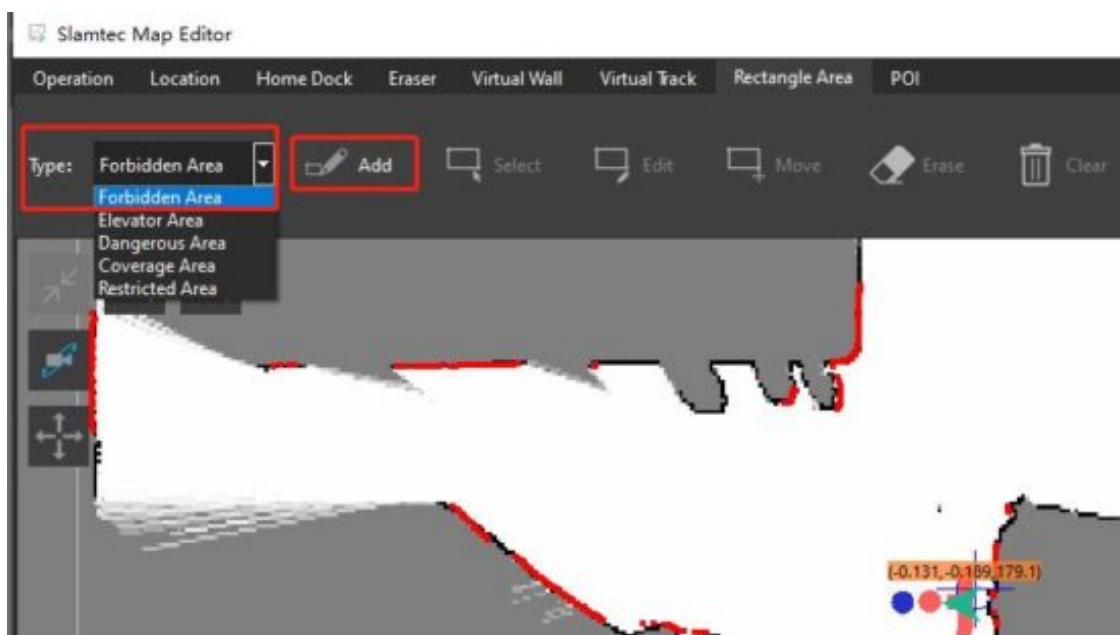 Slamtec Map Editor
Operation Location Home Dock Eraser Virtual Wall Virtual Track Rectangle Area POI
Type: Forbidden Area Add Select Edit Move Erase Clear
Forbidden Area
Elevator Area
Dangerous Area
Coverage Area
Restricted Area
(-0.131,-0.189,179.1)